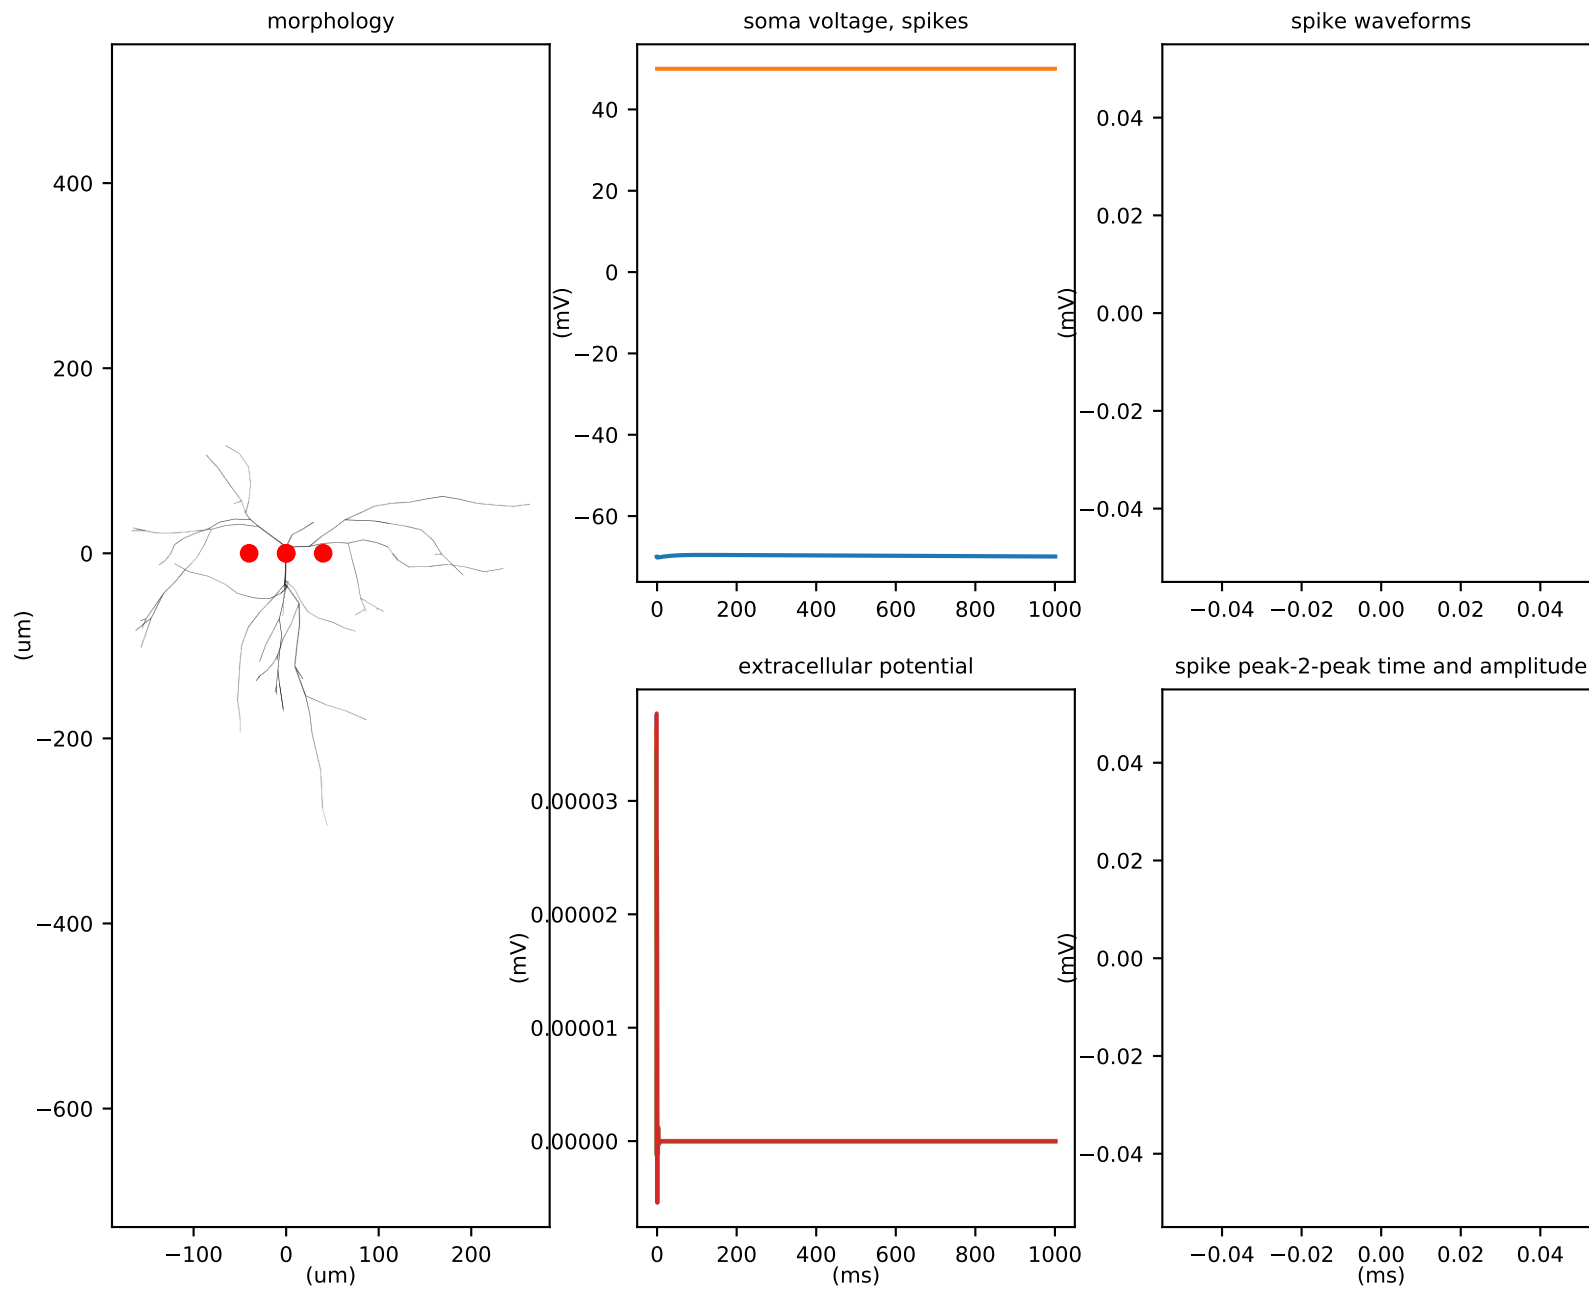 morphology
400
200
0
−200
−400
−600
(um)
−100 0 100 200
(um)
soma voltage, spikes
40
20
0
−20
−40
−60
(mV)
0 200 400 600 800 1000
spike waveforms
0.04
0.02
0.00
−0.02
−0.04
(mV)
−0.04 −0.02 0.00 0.02 0.04
extracellular potential
0.00003
0.00002
0.00001
0.00000
(mV)
0 200 400 600 800 1000
(ms)
spike peak-2-peak time and amplitude
0.04
0.02
0.00
−0.02
−0.04
(mV)
−0.04 −0.02 0.00 0.02 0.04
(ms)